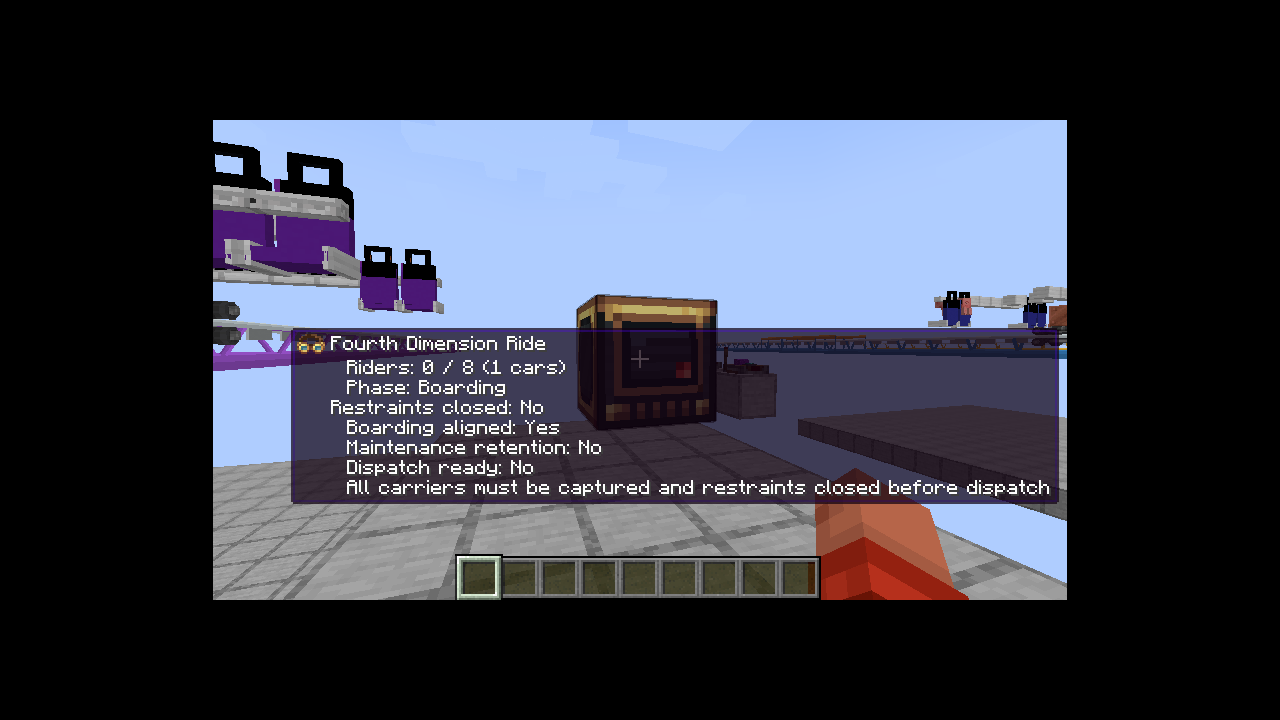 Fourth Dimension Ride
Riders: 0 / 8 (1 cars)
Phase: Boarding
Restraints closed: No
Boarding aligned: Yes
Maintenance retention: No
Dispatch ready: No
All carriers must be captured and restraints closed before dispatch